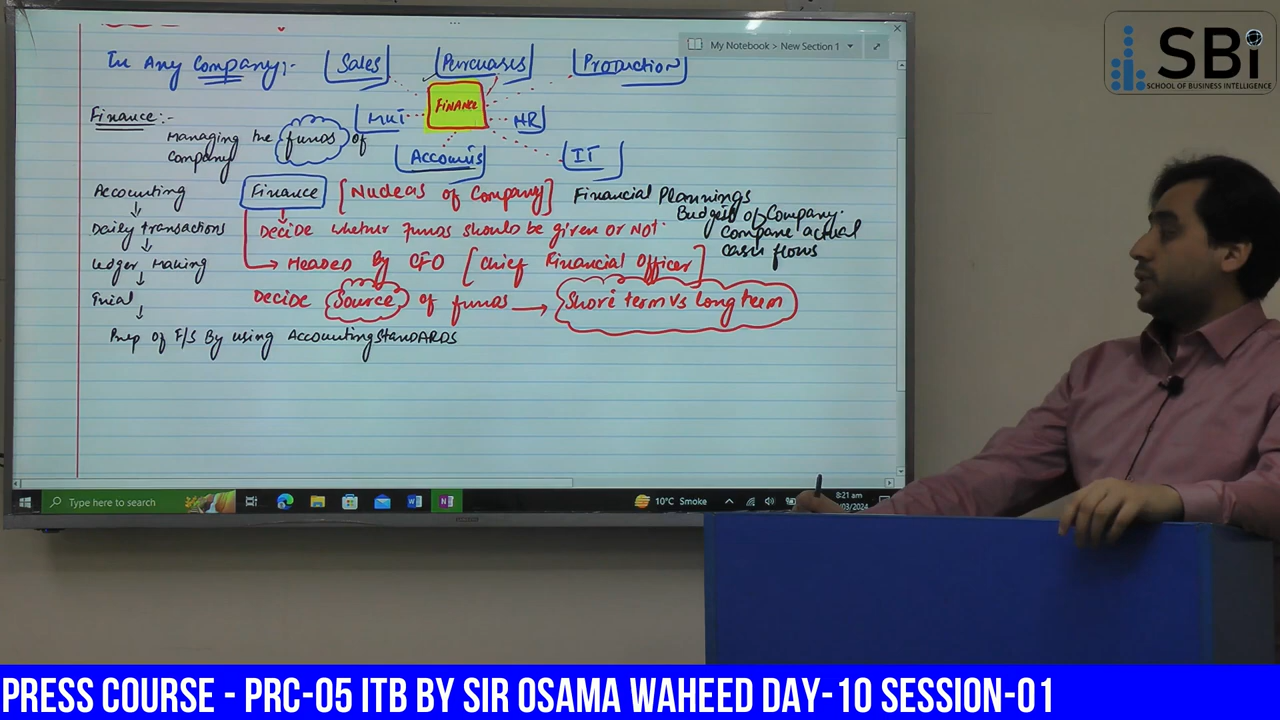 In Any Company;- Sales Purchases Production
My Notebook > New Section 1
FINANCE
MKT HR
Accounts IT
Finance:-
Managing the funds of
company
Accounting
Daily transactions
Ledger Making
Trial
Prep of F/S By using Accounting STANDARDS
Finance [Nucleas of Company]
DECIDE whether funds should be given or Not.
Headed By CFO [Chief Financial Officer]
DECIDE Source of funds → Short term vs long term
Financial Plannings
Budgets of Company.
compare actual
cash flows
Type here to search
10°C Smoke
8:21 am
/03/2024
SBi
SCHOOL OF BUSINESS INTELLIGENCE
PRESS COURSE - PRC-05 ITB BY SIR OSAMA WAHEED DAY-10 SESSION-01